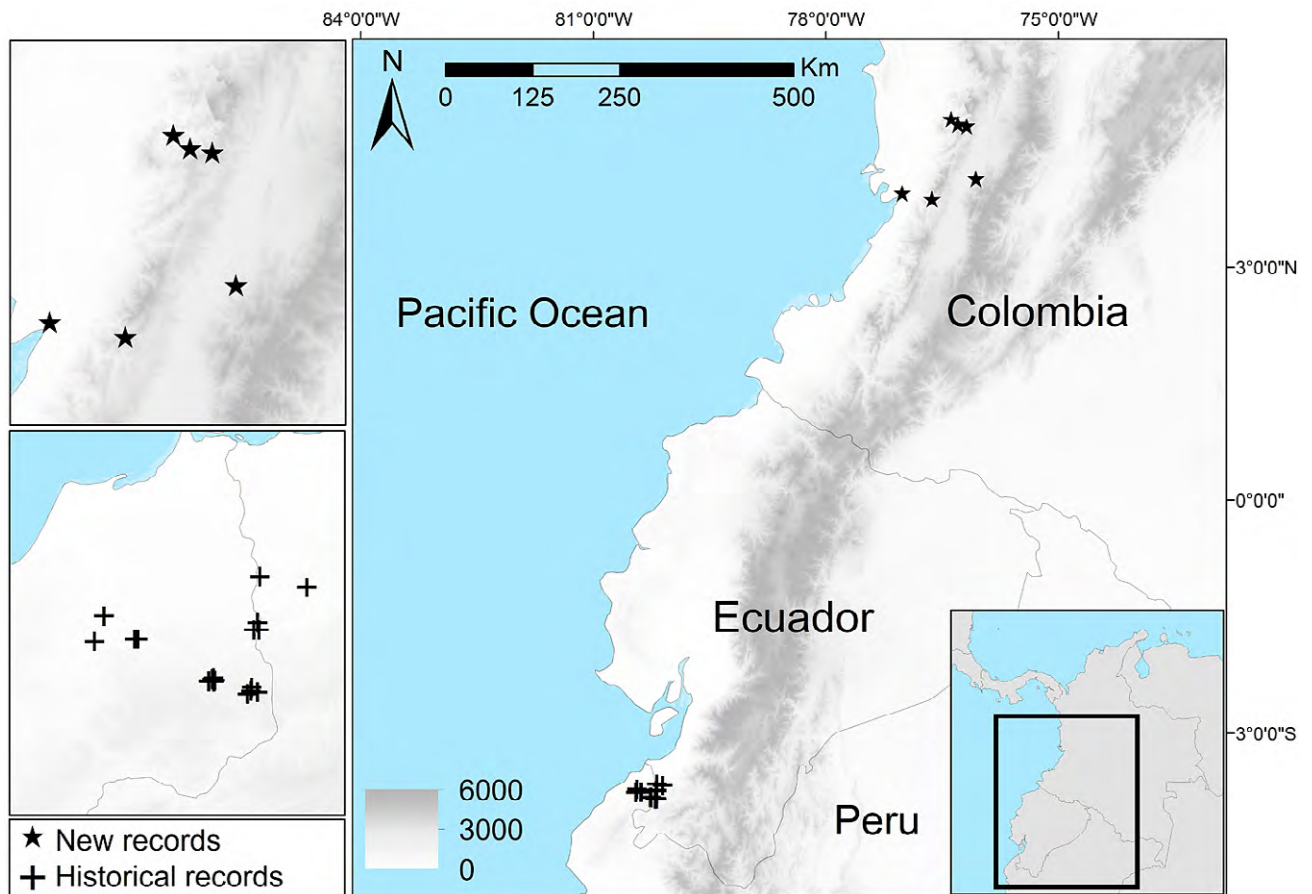 84°0'0"W 81°0'0"W 78°0'0"W 75°0'0"W
N
Km
0 125 250 500
3°0'0"N
Pacific Ocean
Colombia
0°0'0"
Ecuador
3°0'0"S
6000
3000
0
Peru
New records
Historical records